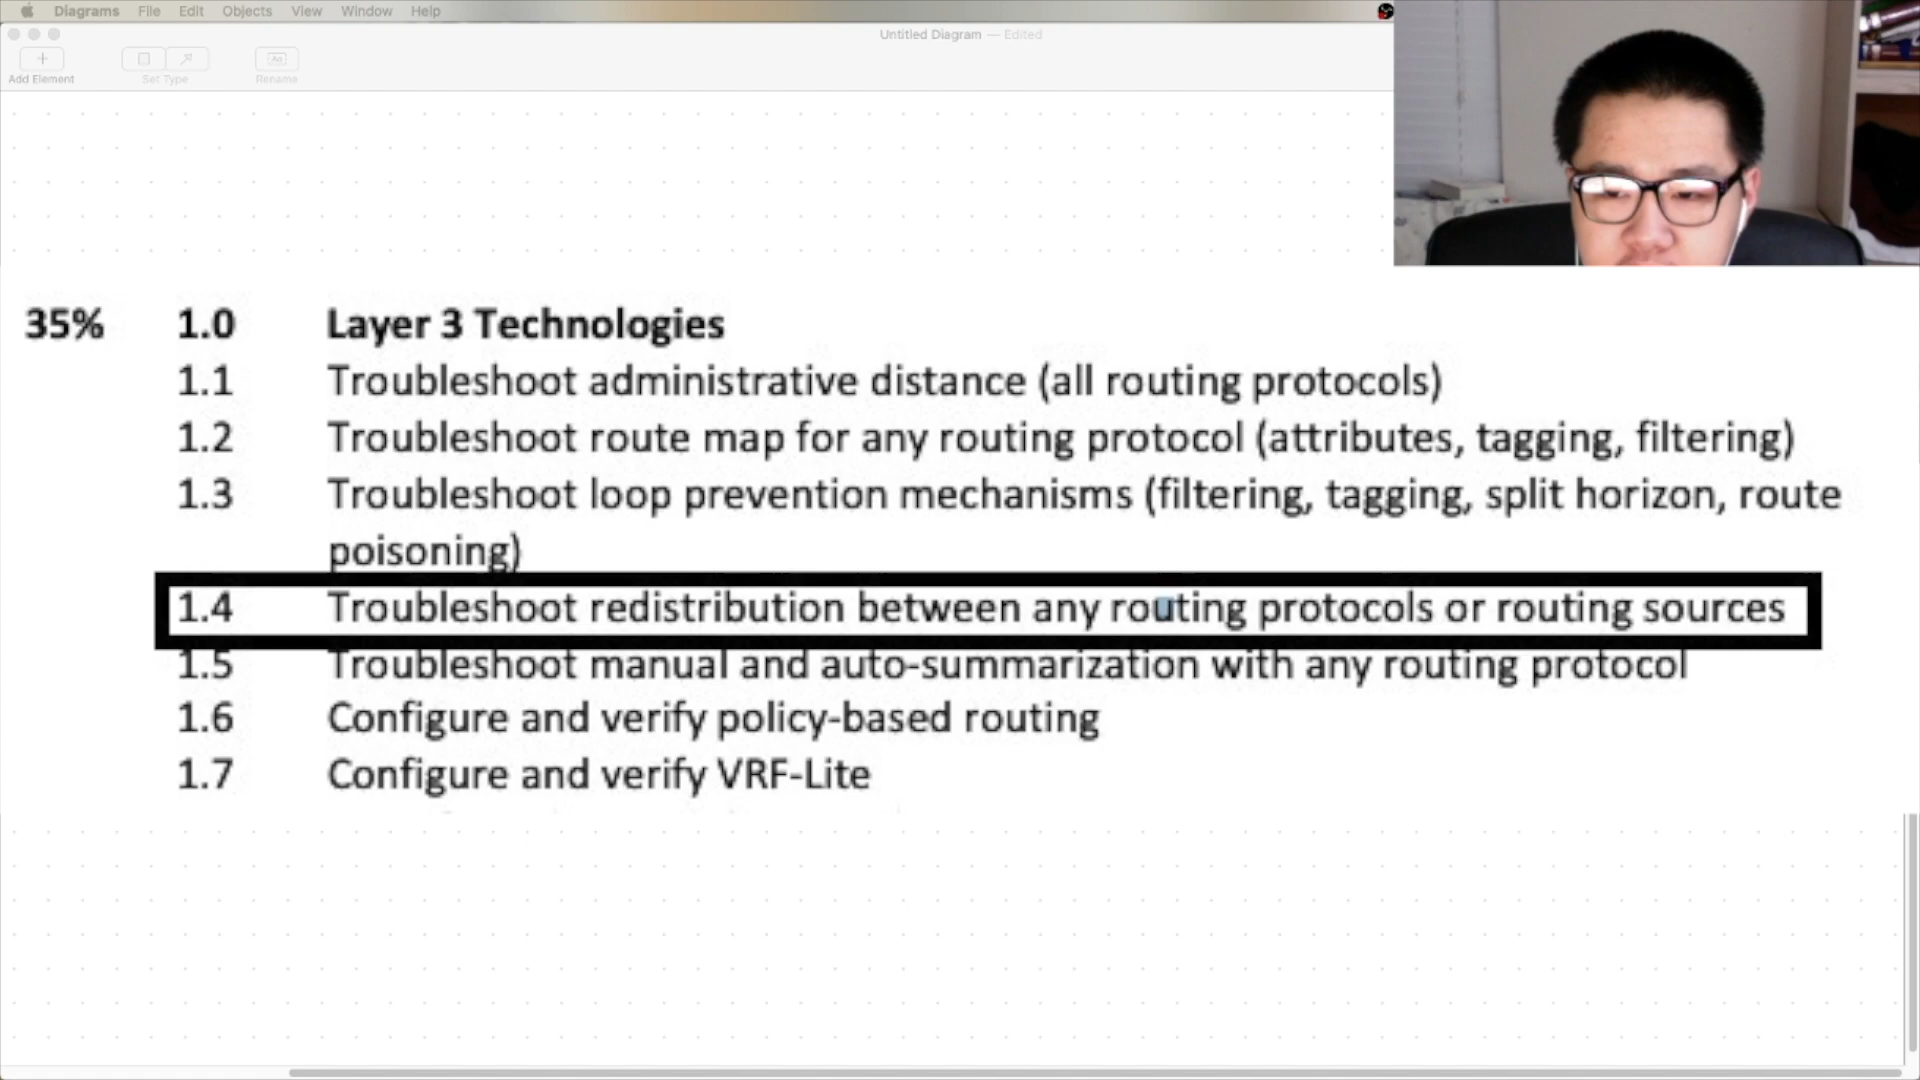 Diagrams File Edit Objects View Window Help
Untitled Diagram — Edited
Add Element Set Type Rename
35% 1.0 Layer 3 Technologies
1.1 Troubleshoot administrative distance (all routing protocols)
1.2 Troubleshoot route map for any routing protocol (attributes, tagging, filtering)
1.3 Troubleshoot loop prevention mechanisms (filtering, tagging, split horizon, route
poisoning)
1.4 Troubleshoot redistribution between any routing protocols or routing sources
1.5 Troubleshoot manual and auto-summarization with any routing protocol
1.6 Configure and verify policy-based routing
1.7 Configure and verify VRF-Lite